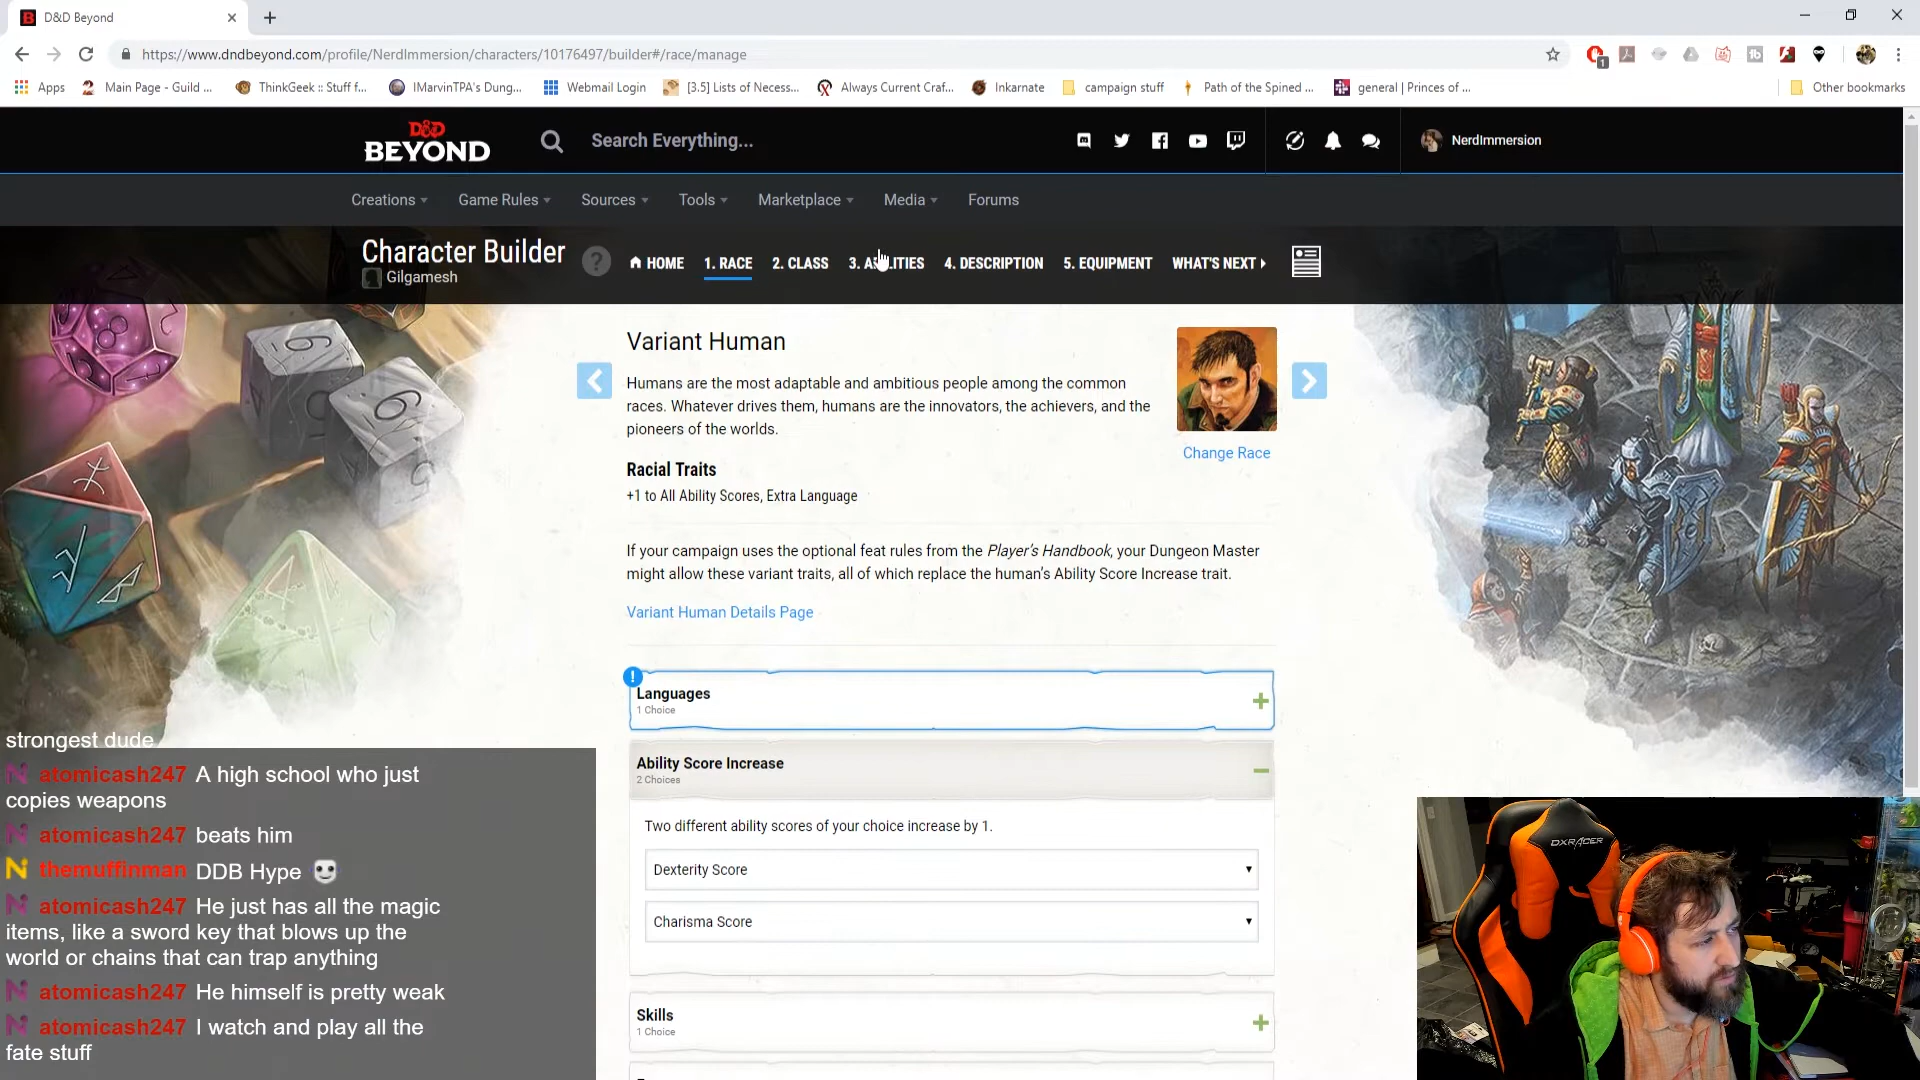 D&D Beyond
https://www.dndbeyond.com/profile/NerdImmersion/characters/10176497/builder#/race/manage
1
Apps Main Page - Guild ... ThinkGeek :: Stuff f... IMarvinTPA's Dung... Webmail Login [3.5] Lists of Necess... Always Current Craf... Inkarnate campaign stuff Path of the Spined ... general | Princes of ... Other bookmarks
D&D
BEYOND Search Everything... NerdImmersion
Creations Game Rules Sources Tools Marketplace Media Forums
Character Builder ? HOME 1. RACE 2. CLASS 3. ABILITIES 4. DESCRIPTION 5. EQUIPMENT WHAT'S NEXT
Gilgamesh
Variant Human
Humans are the most adaptable and ambitious people among the common
races. Whatever drives them, humans are the innovators, the achievers, and the
pioneers of the worlds.
Change Race
Racial Traits
+1 to All Ability Scores, Extra Language
If your campaign uses the optional feat rules from the Player's Handbook, your Dungeon Master
might allow these variant traits, all of which replace the human's Ability Score Increase trait.
Variant Human Details Page
!
Languages
1 Choice
Ability Score Increase
2 Choices
Two different ability scores of your choice increase by 1.
Dexterity Score
Charisma Score
Skills
1 Choice
strongest dude
atomicash247 A high school who just
copies weapons
atomicash247 beats him
themuffinman DDB Hype
atomicash247 He just has all the magic
items, like a sword key that blows up the
world or chains that can trap anything
atomicash247 He himself is pretty weak
atomicash247 I watch and play all the
fate stuff
DXRACER